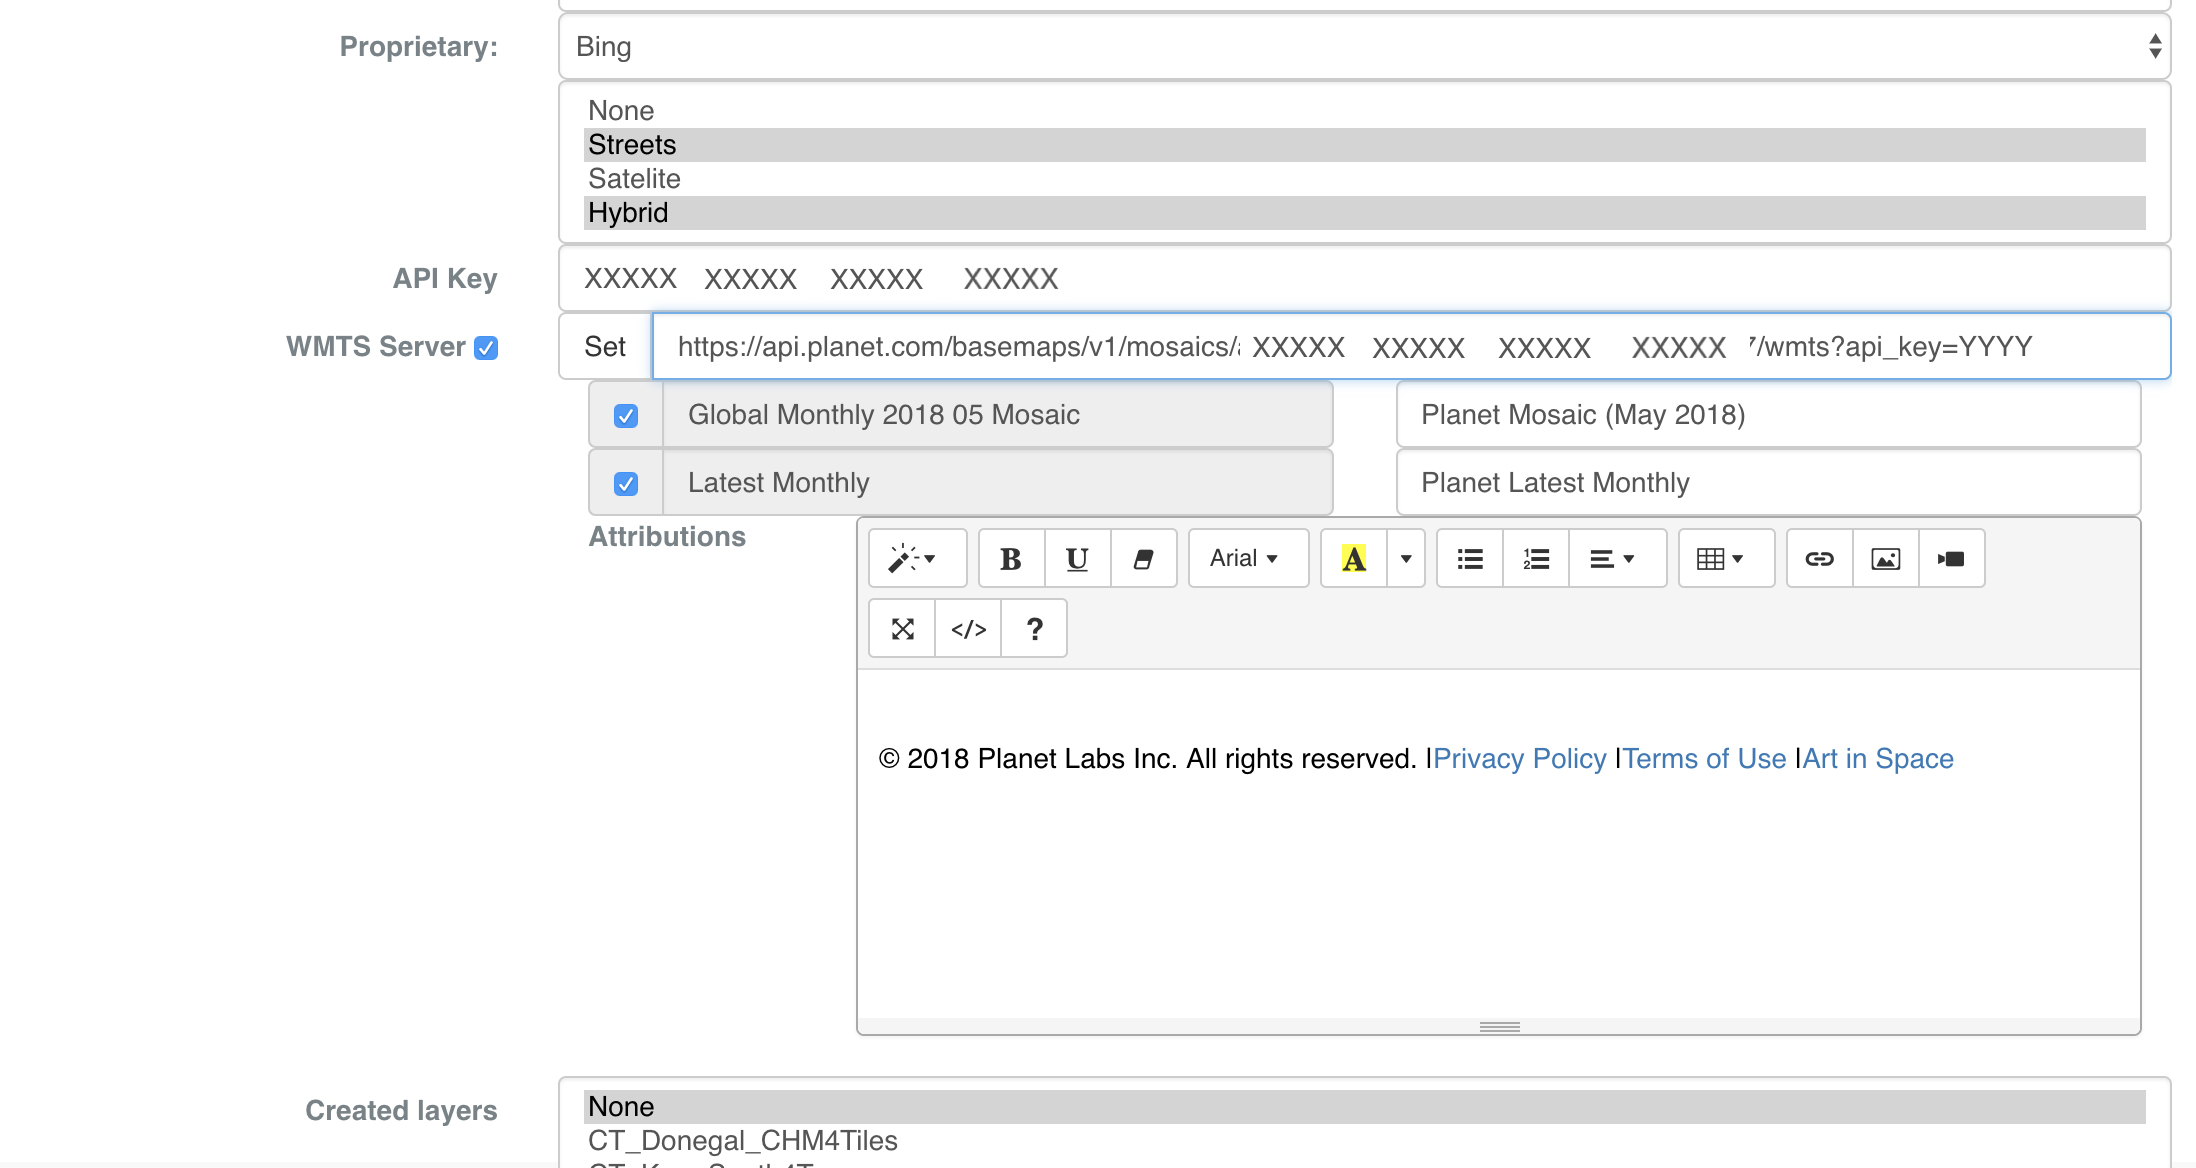 Proprietary: Bing
None
Streets
Satelite
Hybrid
API Key XXXXX XXXXX XXXXX XXXXX
WMTS Server Set https://api.planet.com/basemaps/v1/mosaics/ XXXXX XXXXX XXXXX XXXXX /wmts?api_key=YYYY
Global Monthly 2018 05 Mosaic Planet Mosaic (May 2018)
Latest Monthly Planet Latest Monthly
Attributions
B U Arial A
</> ?
© 2018 Planet Labs Inc. All rights reserved. |Privacy Policy |Terms of Use |Art in Space
Created layers None
CT_Donegal_CHM4Tiles